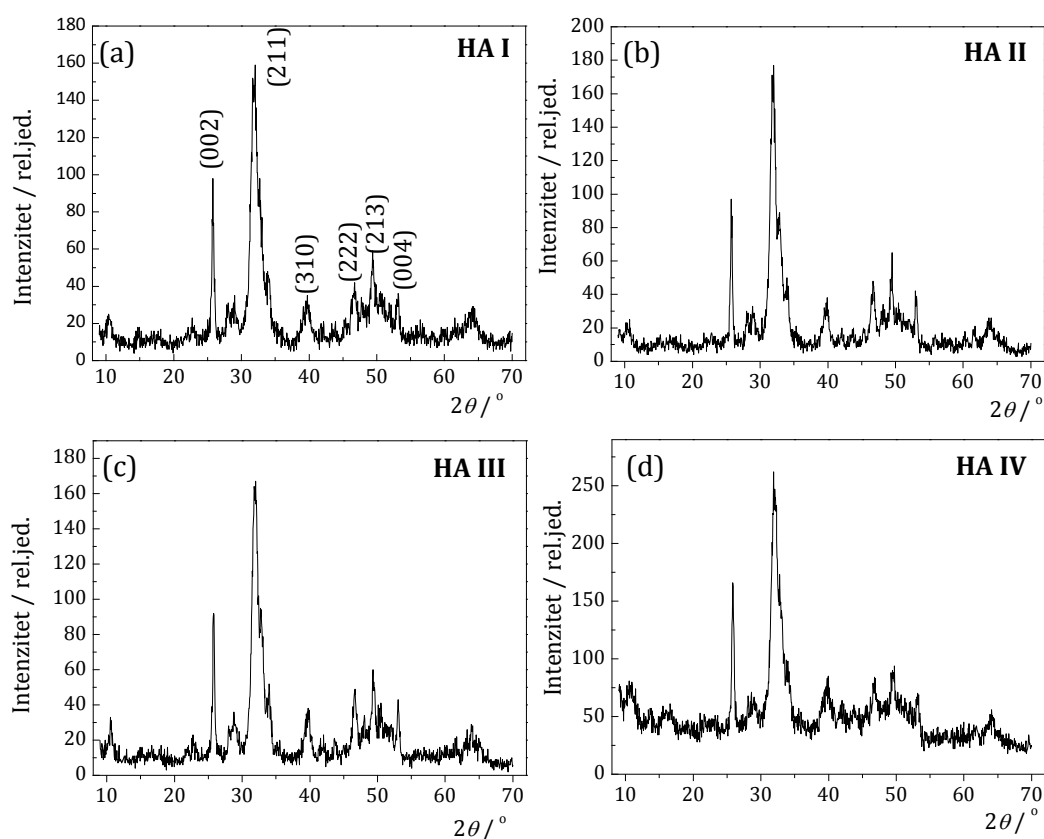 (a)
HA I
Intenzitet / rel.jed.
180
160
140
120
100
80
60
40
20
0
(002)
(211)
(310)
(222)
(213)
(004)
10 20 30 40 50 60 70
2θ / °
(b)
HA II
Intenzitet / rel.jed.
200
180
160
140
120
100
80
60
40
20
0
10 20 30 40 50 60 70
2θ / °
(c)
HA III
Intenzitet / rel.jed.
180
160
140
120
100
80
60
40
20
0
10 20 30 40 50 60 70
2θ / °
(d)
HA IV
Intenzitet / rel.jed.
250
200
150
100
50
0
10 20 30 40 50 60 70
2θ / °